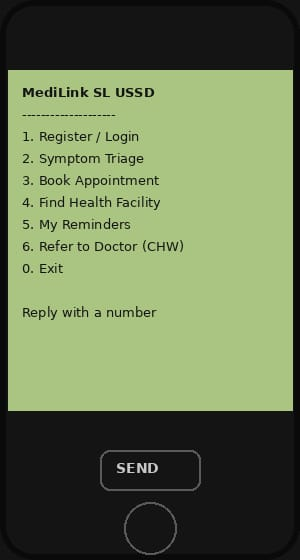 MediLink SL USSD
--------------------
1. Register / Login
2. Symptom Triage
3. Book Appointment
4. Find Health Facility
5. My Reminders
6. Refer to Doctor (CHW)
0. Exit
Reply with a number
SEND